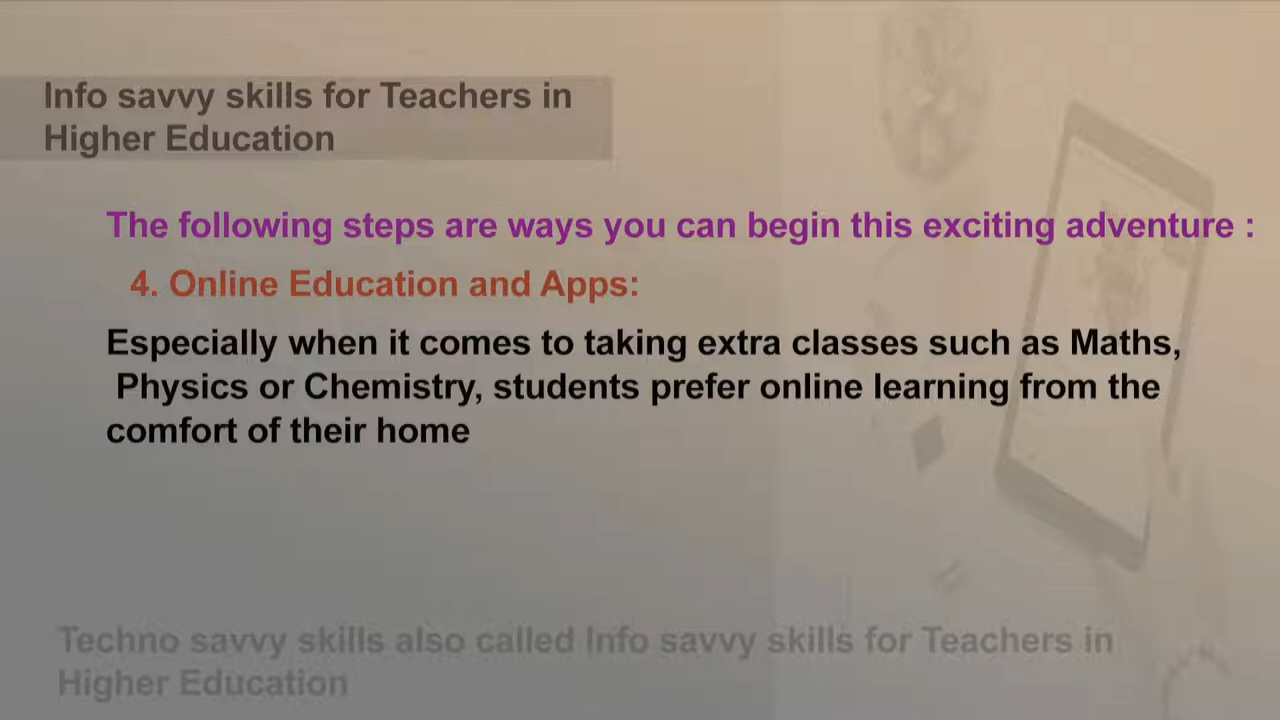 Info savvy skills for Teachers in
Higher Education
The following steps are ways you can begin this exciting adventure :
4. Online Education and Apps:
Especially when it comes to taking extra classes such as Maths,
Physics or Chemistry, students prefer online learning from the
comfort of their home
Techno savvy skills also called Info savvy skills for Teachers in
Higher Education